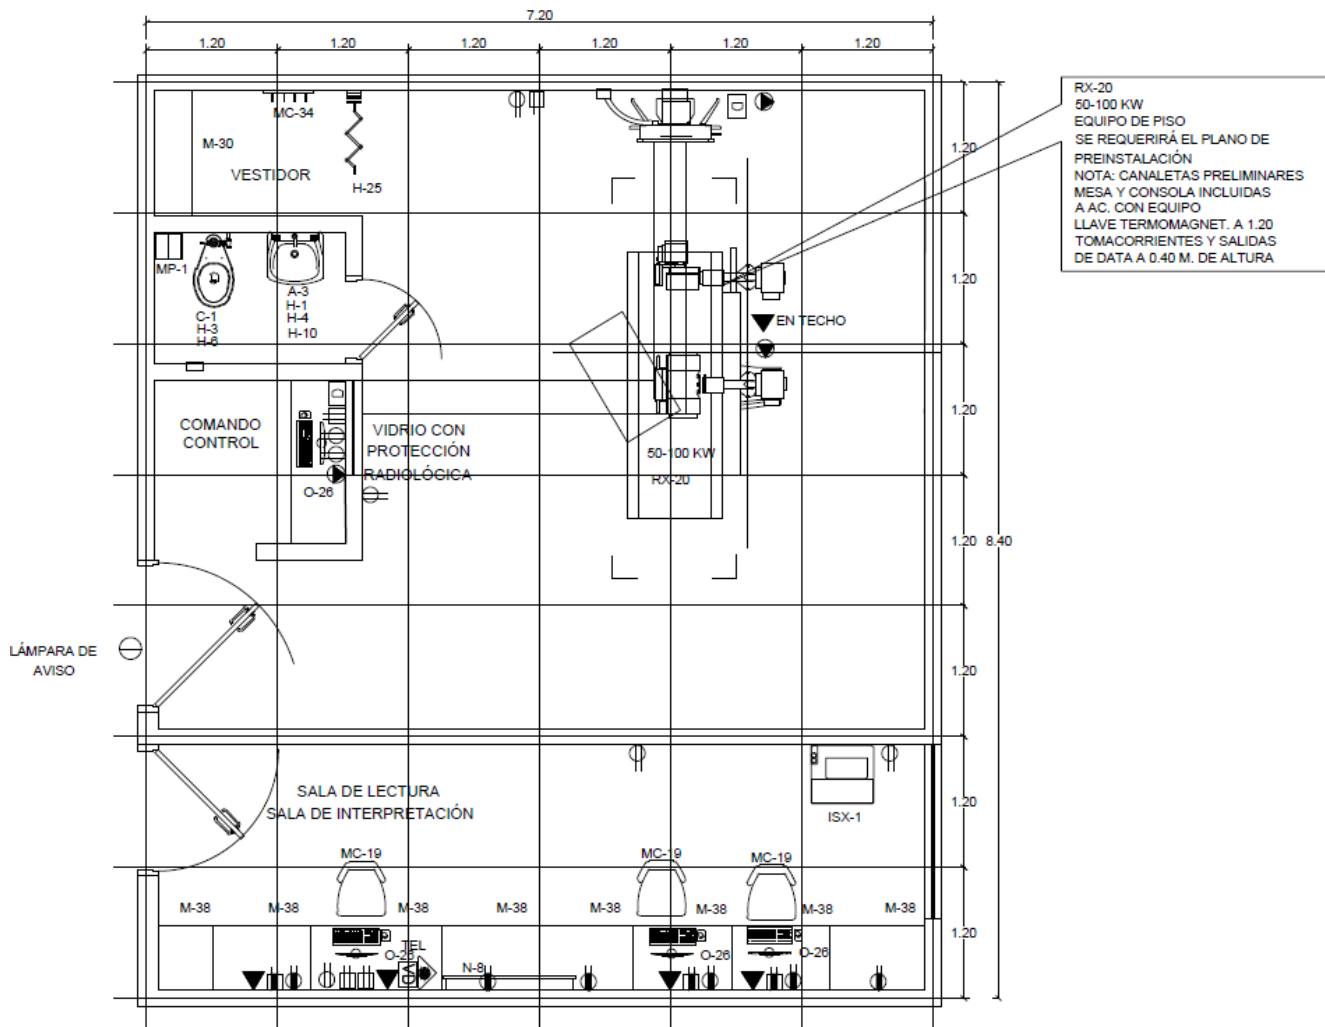 7.20
1.20 1.20 1.20 1.20 1.20 1.20
RX-20
50-100 KW
EQUIPO DE PISO
SE REQUERIRÁ EL PLANO DE
PREINSTALACIÓN
NOTA: CANALETAS PRELIMINARES
MESA Y CONSOLA INCLUIDAS
A AC. CON EQUIPO
LLAVE TERMOMAGNET. A 1.20
TOMACORRIENTES Y SALIDAS
DE DATA A 0.40 M. DE ALTURA
MC-34
M-30
VESTIDOR
H-25
1.20
MP-1
C-1
H-3
H-6
A-3
H-1
H-4
H-10
1.20
EN TECHO
COMANDO
CONTROL
VIDRIO CON
PROTECCIÓN
RADIOLÓGICA
O-26
50-100 KW
RX-20
1.20
1.20 8.40
LÁMPARA DE
AVISO
1.20
SALA DE LECTURA
SALA DE INTERPRETACIÓN
ISX-1
1.20
MC-19 MC-19 MC-19
M-38 M-38 M-38 M-38 M-38 M-38 M-38 M-38
1.20
TEL
O-26
VD
N-8
O-26
O-26